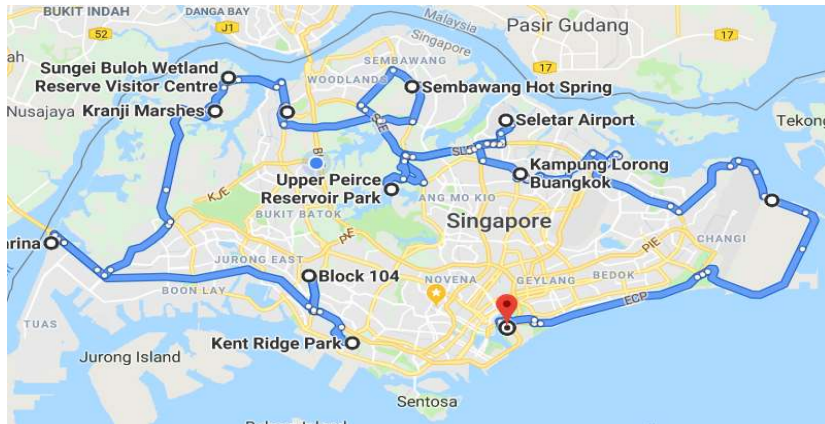 BUKIT INDAH
DANGA BAY
J1
52
Malaysia
Singapore
Pasir Gudang
17
17
SEMBAWANG
WOODLANDS
Sungei Buloh Wetland
Reserve Visitor Centre
Sembawang Hot Spring
Nusajaya
Kranji Marshes
Seletar Airport
Tekong
SLE
KJE
Upper Peirce
Reservoir Park
Kampung Lorong
Buangkok
BUKIT BATOK
ANG MO KIO
Singapore
arina
JURONG EAST
PIE
CHANGI
Block 104
NOVENA
GEYLANG
BEDOK
BOON LAY
ECP
TUAS
Kent Ridge Park
Jurong Island
Sentosa